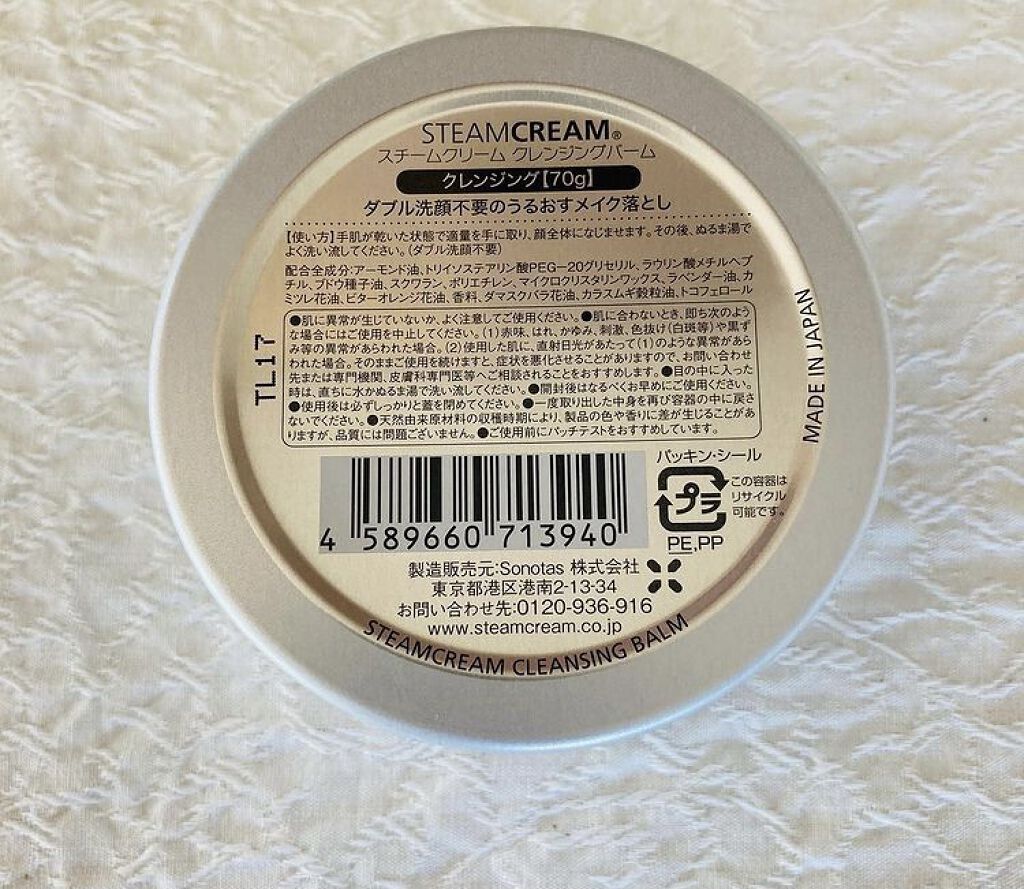 STEAMCREAM®
スチームクリーム クレンジングバーム
クレンジング【70g】
ダブル洗顔不要のうるおすメイク落とし
【使い方】手肌が乾いた状態で適量を手に取り、顔全体になじませます。その後、ぬるま湯で
よく洗い流してください。(ダブル洗顔不要)
配合全成分:アーモンド油、トリイソステアリン酸PEG−20グリセリル、ラウリン酸メチルヘプ
チル、ブドウ種子油、スクワラン、ポリエチレン、マイクロクリスタリンワックス、ラベンダー油、カ
ミツレ花油、ビターオレンジ花油、香料、ダマスクバラ花油、カラスムギ穀粒油、トコフェロール
●肌に異常が生じていないか、よく注意してご使用ください。●肌に合わないとき、即ち次のよう
な場合にはご使用を中止してください。(1)赤味、はれ、かゆみ、刺激、色抜け(白斑等)や黒ず
み等の異常があらわれた場合。(2)使用した肌に、直射日光があたって(1)のような異常があら
われた場合。そのままご使用を続けますと、症状を悪化させることがありますので、お問い合わせ
先または専門機関、皮膚科専門医等へご相談されることをおすすめします。●目の中に入った
時は、直ちに水かぬるま湯で洗い流してください。●開封後はなるべくお早めにご使用ください。
●使用後は必ずしっかりと蓋を閉めてください。●一度取り出した中身を再び容器の中に戻さ
ないでください。●天然由来原材料の収穫時期により、製品の色や香りに差が生じることがあ
りますが、品質には問題ございません。●ご使用前にパッチテストをおすすめしています。
TL17
MADE IN JAPAN
パッキン・シール
プラ
この容器は
リサイクル
可能です。
PE,PP
4 589660 713940
製造販売元:Sonotas 株式会社
東京都港区港南2-13-34
お問い合わせ先:0120-936-916
www.steamcream.co.jp
STEAMCREAM CLEANSING BALM